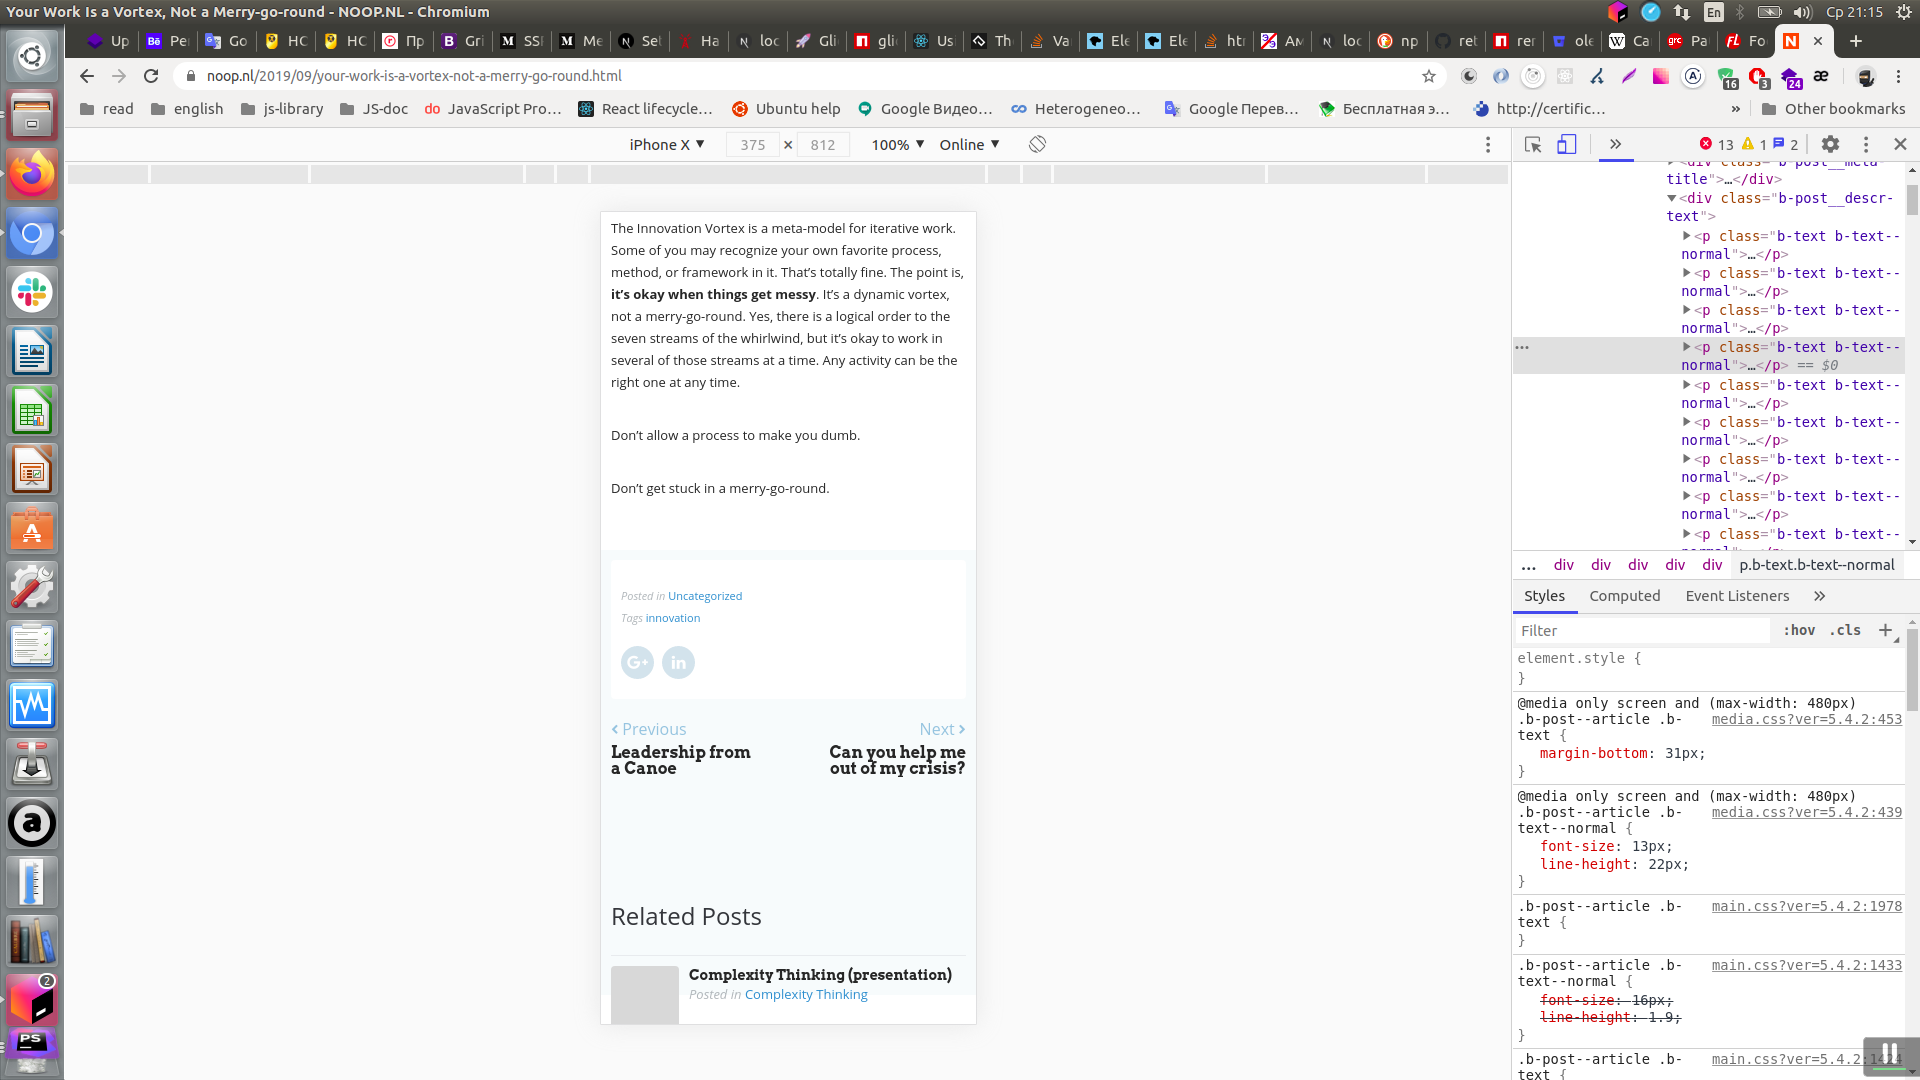 Your Work Is a Vortex, Not a Merry-go-round - NOOP.NL - Chromium
En
Ср 21:15
Up
Pe
Go
HC
HC
Пр
Gri
SSI
Me
Set
Ha
loc
Gli
gli
Us
Th
Va
Ele
Ele
htt
Ам
loc
np
ret
rer
ole
Ca
Pa
Fo
noop.nl/2019/09/your-work-is-a-vortex-not-a-merry-go-round.html
16
3
24
read
english
js-library
JS-doc
JavaScript Pro...
React lifecycle...
Ubuntu help
Google Видео...
Heterogeneo...
Google Перев...
Бесплатная э...
http://certific...
»
Other bookmarks
iPhone X ▼
375 × 812
100% ▼
Online ▼
13
1
2
The Innovation Vortex is a meta-model for iterative work.
Some of you may recognize your own favorite process,
method, or framework in it. That’s totally fine. The point is,
it’s okay when things get messy. It’s a dynamic vortex,
not a merry-go-round. Yes, there is a logical order to the
seven streams of the whirlwind, but it’s okay to work in
several of those streams at a time. Any activity can be the
right one at any time.
Don’t allow a process to make you dumb.
Don’t get stuck in a merry-go-round.
Posted in Uncategorized
Tags innovation
G+
in
Previous
Next
Leadership from
a Canoe
Can you help me
out of my crisis?
Related Posts
Complexity Thinking (presentation)
Posted in Complexity Thinking
<div class="b-post__meta-
title">…</div>
<div class="b-post__descr-
text">
<p class="b-text b-text--
normal">…</p>
<p class="b-text b-text--
normal">…</p>
<p class="b-text b-text--
normal">…</p>
<p class="b-text b-text--
normal">…</p> == $0
<p class="b-text b-text--
normal">…</p>
<p class="b-text b-text--
normal">…</p>
<p class="b-text b-text--
normal">…</p>
<p class="b-text b-text--
normal">…</p>
<p class="b-text b-text--
... div div div div div p.b-text.b-text--normal
Styles Computed Event Listeners »
Filter :hov .cls +
element.style {
}
@media only screen and (max-width: 480px)
.b-post--article .b- media.css?ver=5.4.2:453
text {
margin-bottom: 31px;
}
@media only screen and (max-width: 480px)
.b-post--article .b- media.css?ver=5.4.2:439
text--normal {
font-size: 13px;
line-height: 22px;
}
.b-post--article .b- main.css?ver=5.4.2:1978
text {
}
.b-post--article .b- main.css?ver=5.4.2:1433
text--normal {
font-size: 16px;
line-height: 1.9;
}
.b-post--article .b- main.css?ver=5.4.2:1424
text {
2
PS